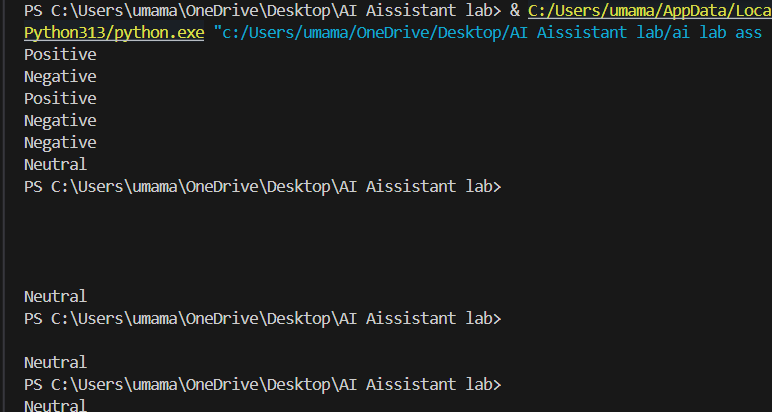 PS C:\Users\umama\OneDrive\Desktop\AI Aissistant lab> & C:/Users/umama/AppData/Loca
Python313/python.exe "c:/Users/umama/OneDrive/Desktop/AI Aissistant lab/ai lab ass
Positive
Negative
Positive
Negative
Negative
Neutral
PS C:\Users\umama\OneDrive\Desktop\AI Aissistant lab>
Neutral
PS C:\Users\umama\OneDrive\Desktop\AI Aissistant lab>
Neutral
PS C:\Users\umama\OneDrive\Desktop\AI Aissistant lab>
Neutral